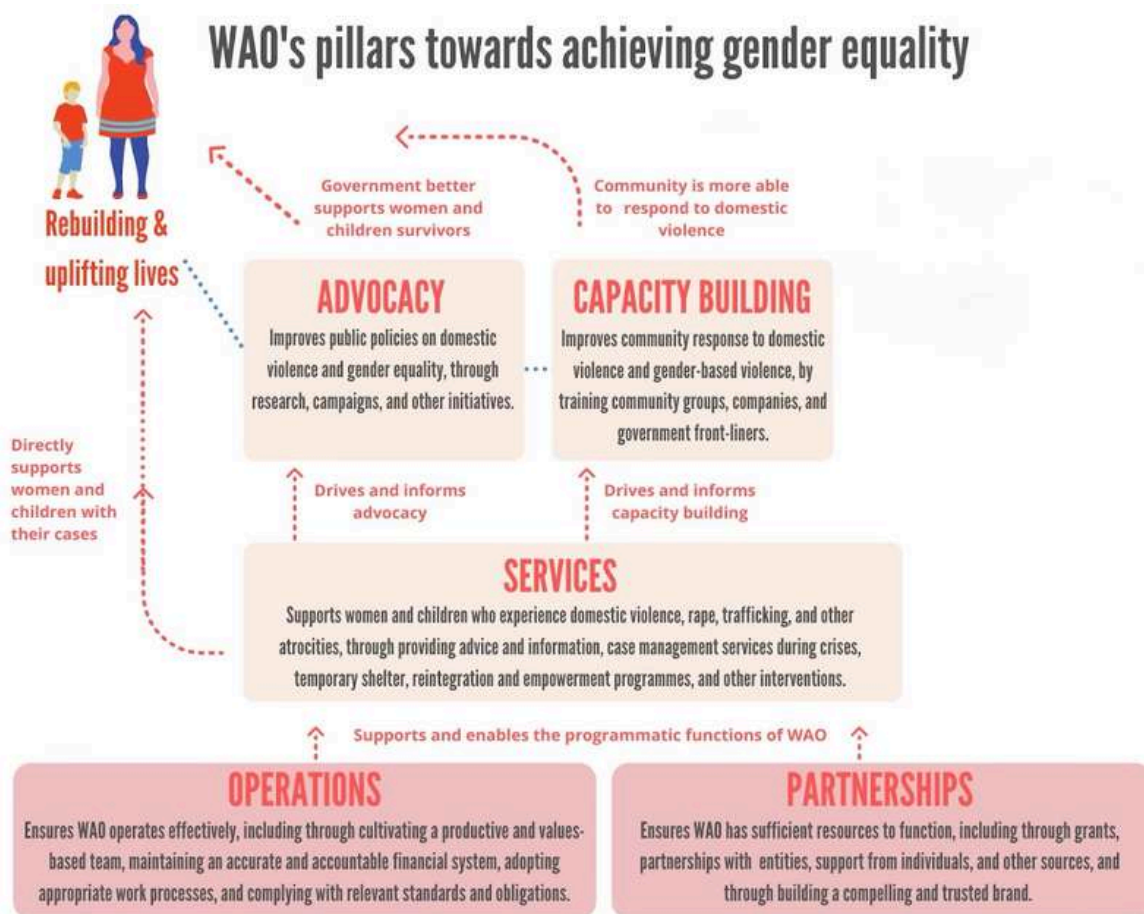 WAO's pillars towards achieving gender equality
Government better
supports women and
children survivors
Community is more able
to respond to domestic
violence
Rebuilding &
uplifting lives
ADVOCACY
Improves public policies on domestic
violence and gender equality, through
research, campaigns, and other initiatives.
CAPACITY BUILDING
Improves community response to domestic
violence and gender-based violence, by
training community groups, companies, and
government front-liners.
Directly
supports
women and
children with
their cases
Drives and informs
advocacy
Drives and informs
capacity building
SERVICES
Supports women and children who experience domestic violence, rape, trafficking, and other
atrocities, through providing advice and information, case management services during crises,
temporary shelter, reintegration and empowerment programmes, and other interventions.
Supports and enables the programmatic functions of WAO
OPERATIONS
Ensures WAO operates effectively, including through cultivating a productive and values-
based team, maintaining an accurate and accountable financial system, adopting
appropriate work processes, and complying with relevant standards and obligations.
PARTNERSHIPS
Ensures WAO has sufficient resources to function, including through grants,
partnerships with entities, support from individuals, and other sources, and
through building a compelling and trusted brand.